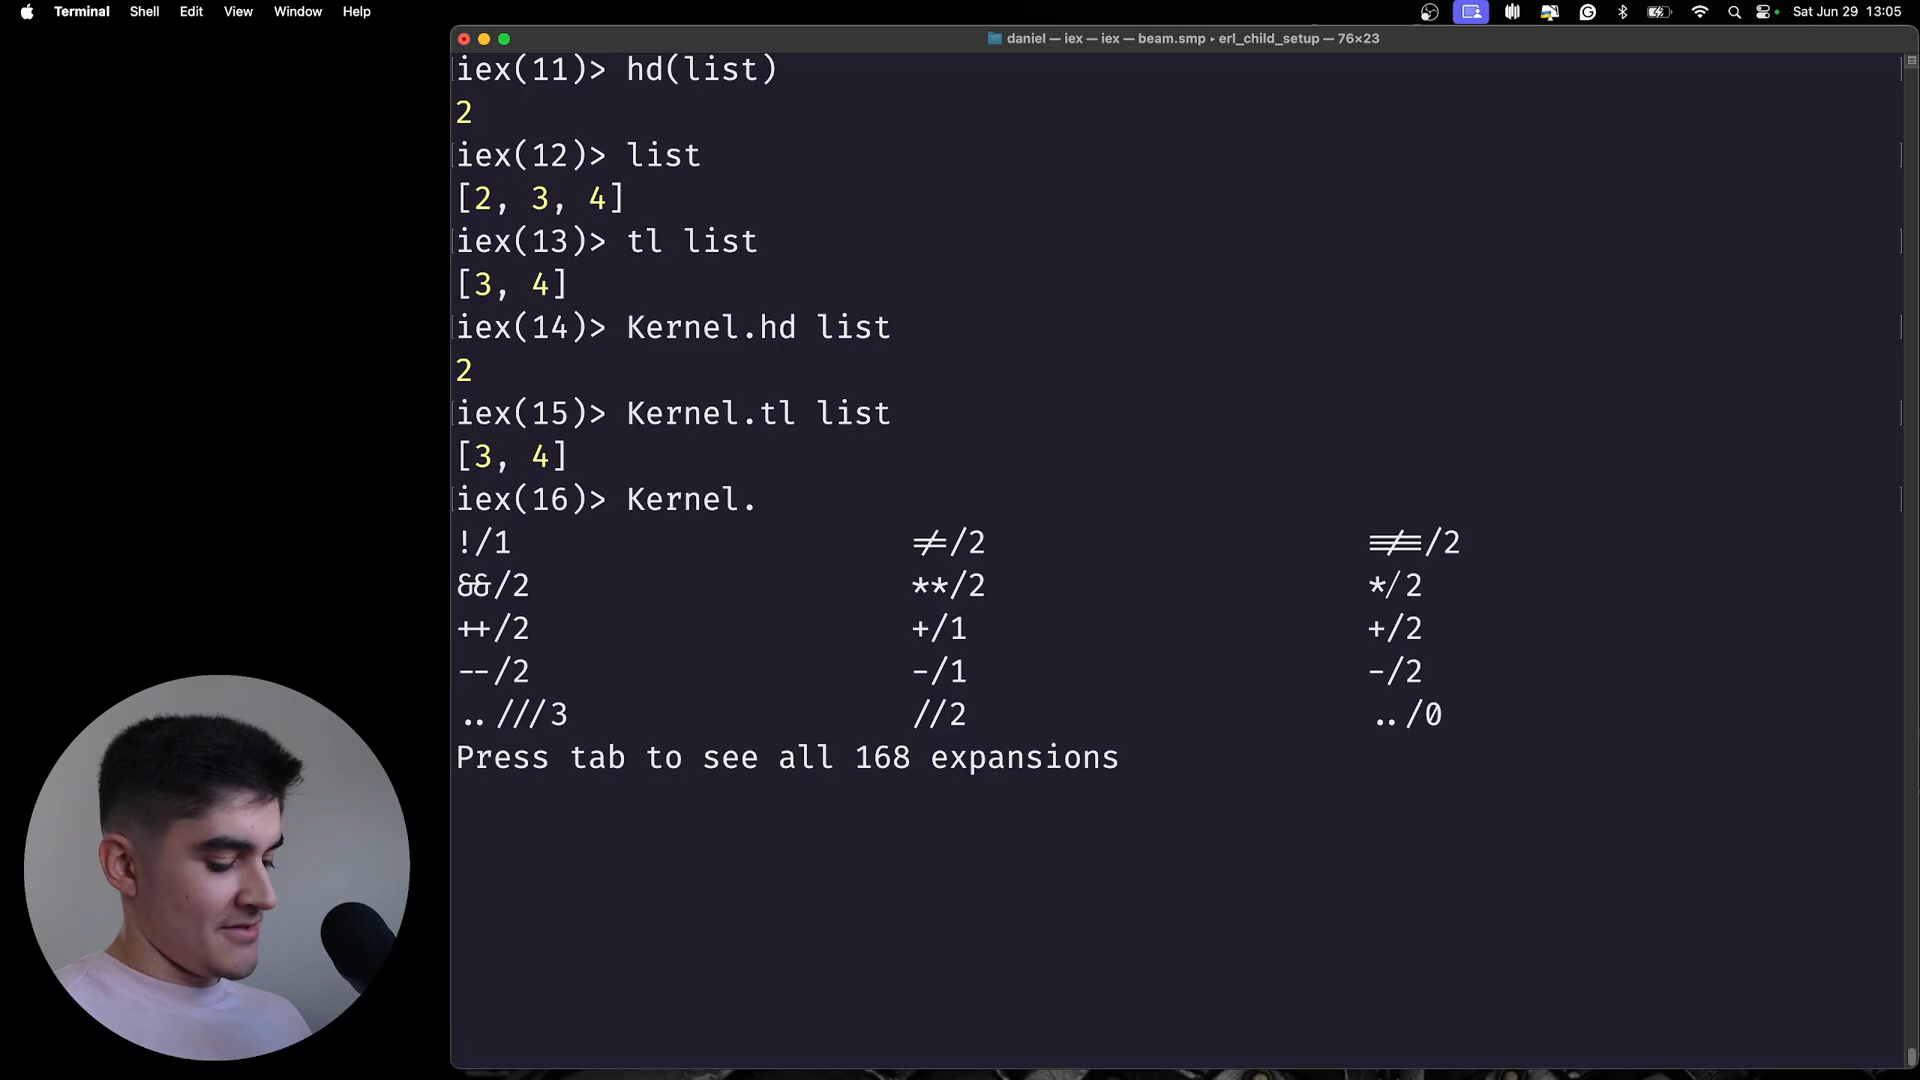 Terminal Shell Edit View Window Help Sat Jun 29 13:05
daniel — iex — iex — beam.smp ▸ erl_child_setup — 76×23
iex(11)> hd(list)
2
iex(12)> list
[2, 3, 4]
iex(13)> tl list
[3, 4]
iex(14)> Kernel.hd list
2
iex(15)> Kernel.tl list
[3, 4]
iex(16)> Kernel.
!/1 !=/2 !==/2
&&/2 **/2 */2
++/2 +/1 +/2
--/2 -/1 -/2
..///3 //2 ../0
Press tab to see all 168 expansions